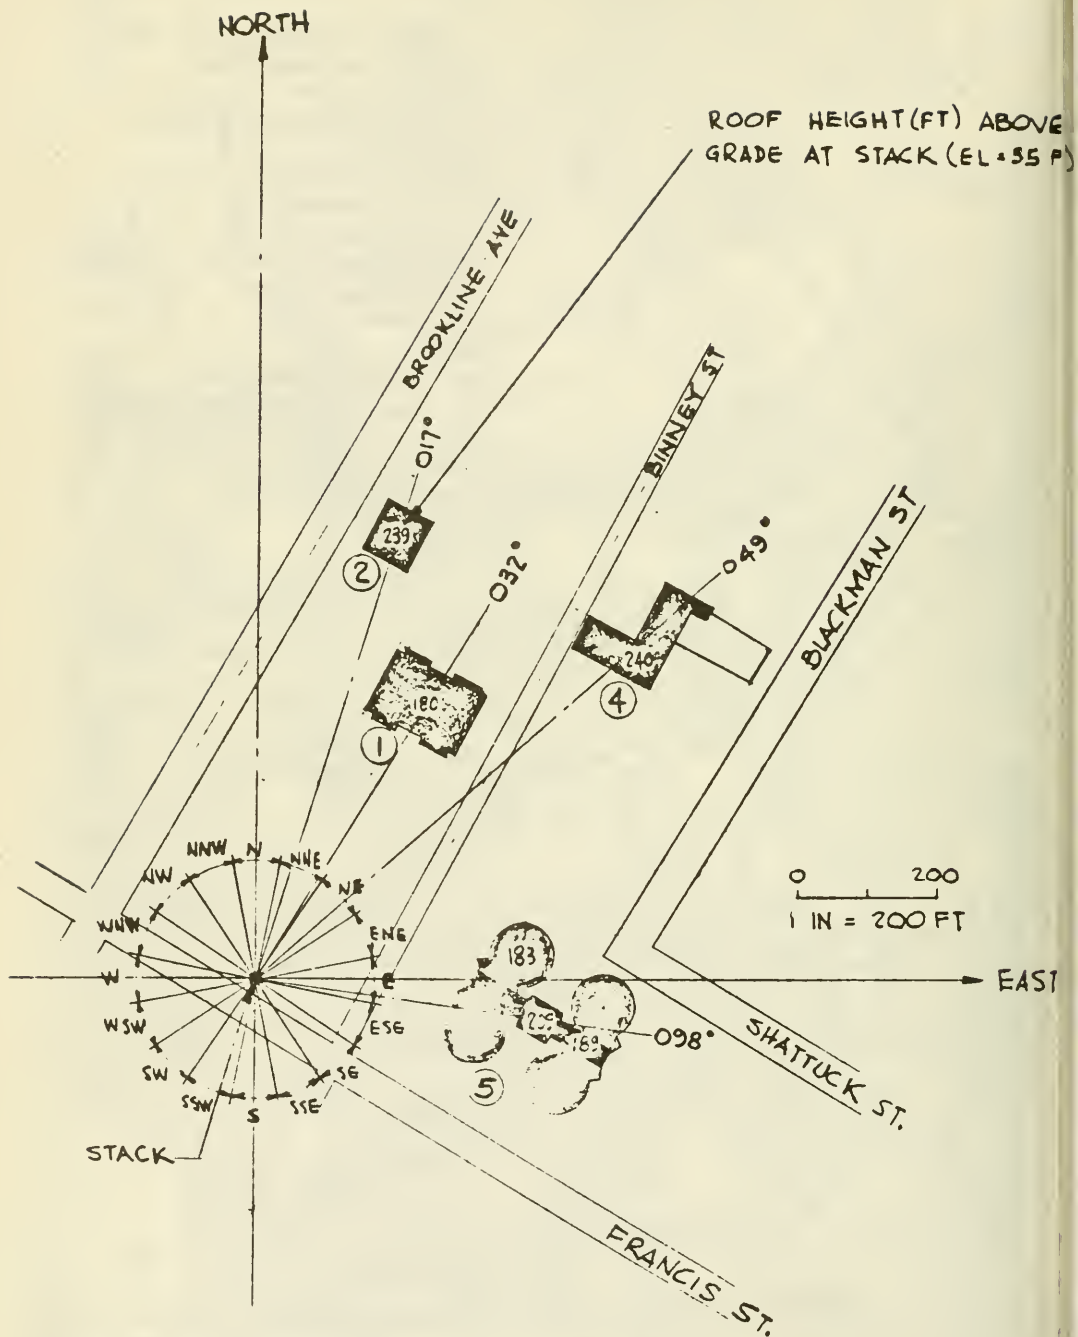 NORTH
ROOF HEIGHT (FT) ABOVE
GRADE AT STACK (EL = 35 F)
BROOKLINE AVE
017°
BINNEY ST
239
2
032°
049°
BLACKMAN ST
240
4
180
1
NNW N NNE
NW NE
WNW ENE
W E
WSW ESE
SW SE
SSW S SSE
0 200
1 IN = 200 FT
EAST
183
209
189
098°
5
SHATTUCK ST.
STACK
FRANCIS ST.